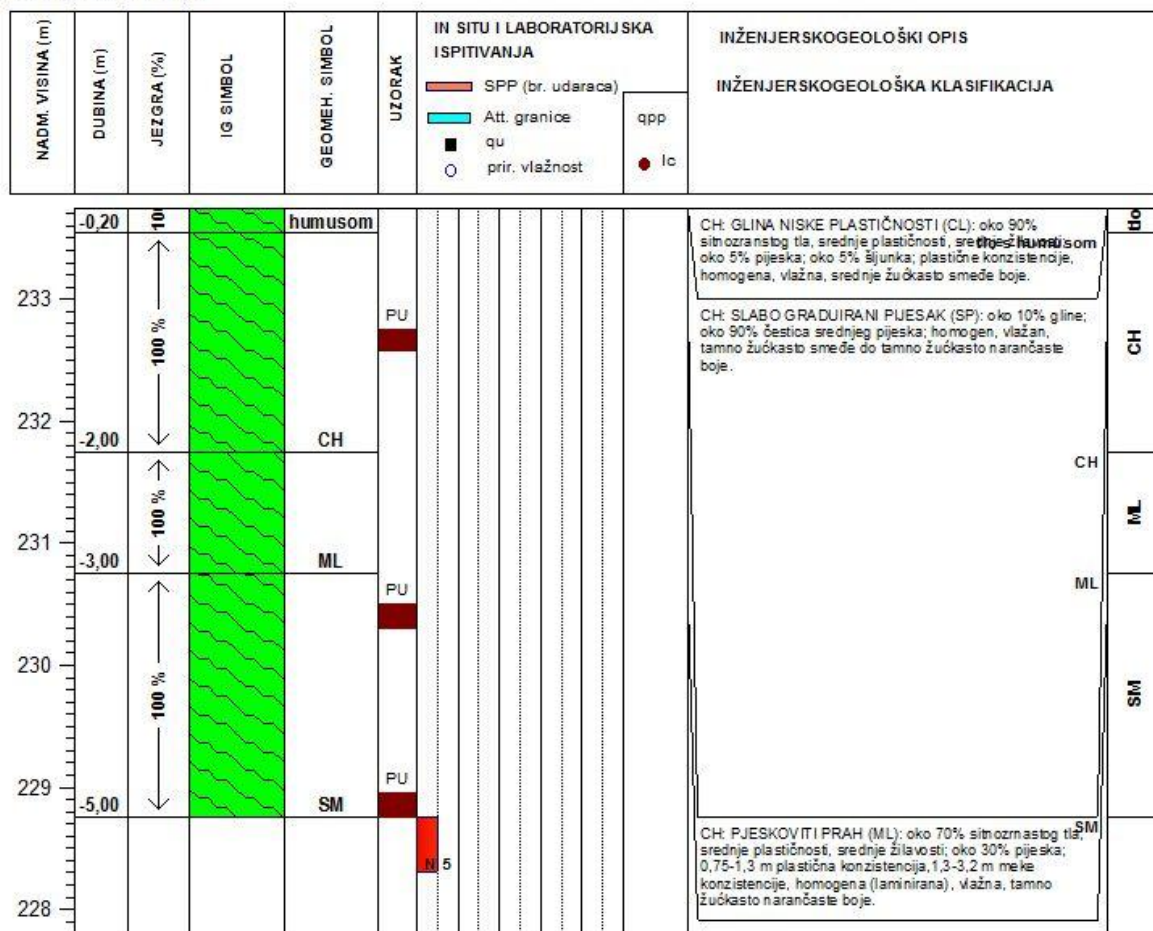 NADM. VISINA (m)
DUBINA (m)
JEZGRA (%)
IG SIMBOL
GEOMEH. SIMBOL
UZORAK
IN SITU I LABORATORIJSKA
ISPITIVANJA
SPP (br. udaraca)
Att. granice
qu
prir. vlažnost
qpp
Ic
INŽENJERSKOGEOLOŠKI OPIS
INŽENJERSKOGEOLOŠKA KLASIFIKACIJA
-0,20
10
humusom
CH: GLINA NISKE PLASTIČNOSTI (CL): oko 90%
sitnozranstog tla, srednje plastičnosti, srednje žilavosti;
tlo s humusom
oko 5% pijeska; oko 5% šljunka; plastične konzistencije,
homogena, vlažna, srednje žućkasto smeđe boje.
tlo
233
100 %
PU
CH: SLABO GRADUIRANI PIJESAK (SP): oko 10% gline;
oko 90% čestica srednjeg pijeska; homogen, vlažan,
tamno žućkasto smeđe do tamno žućkasto narančaste
boje.
CH
232
-2,00
CH
CH
100 %
ML
231
-3,00
ML
ML
PU
230
100 %
SM
229
PU
-5,00
SM
SM
CH: PJESKOVITI PRAH (ML): oko 70% sitnozrnastog tla,
srednje plastičnosti, srednje žilavosti; oko 30% pijeska;
0,75-1,3 m plastična konzistencija,1,3-3,2 m meke
konzistencije, homogena (laminirana), vlažna, tamno
žućkasto narančaste boje.
N 5
228